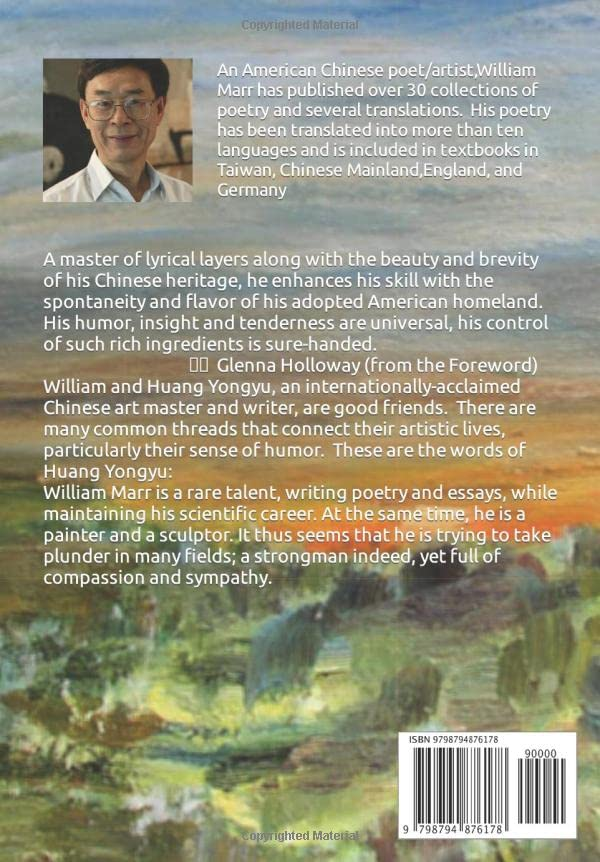 Copyrighted Material
An American Chinese poet/artist,William
Marr has published over 30 collections of
poetry and several translations. His poetry
has been translated into more than ten
languages and is included in textbooks in
Taiwan, Chinese Mainland,England, and
Germany
A master of lyrical layers along with the beauty and brevity
of his Chinese heritage, he enhances his skill with the
spontaneity and flavor of his adopted American homeland.
His humor, insight and tenderness are universal, his control
of such rich ingredients is sure-handed.
▯▯ Glenna Holloway (from the Foreword)
William and Huang Yongyu, an internationally-acclaimed
Chinese art master and writer, are good friends. There are
many common threads that connect their artistic lives,
particularly their sense of humor. These are the words of
Huang Yongyu:
William Marr is a rare talent, writing poetry and essays, while
maintaining his scientific career. At the same time, he is a
painter and a sculptor. It thus seems that he is trying to take
plunder in many fields; a strongman indeed, yet full of
compassion and sympathy.
ISBN 9798794876178
90000
9 798794 876178
Copyrighted Material